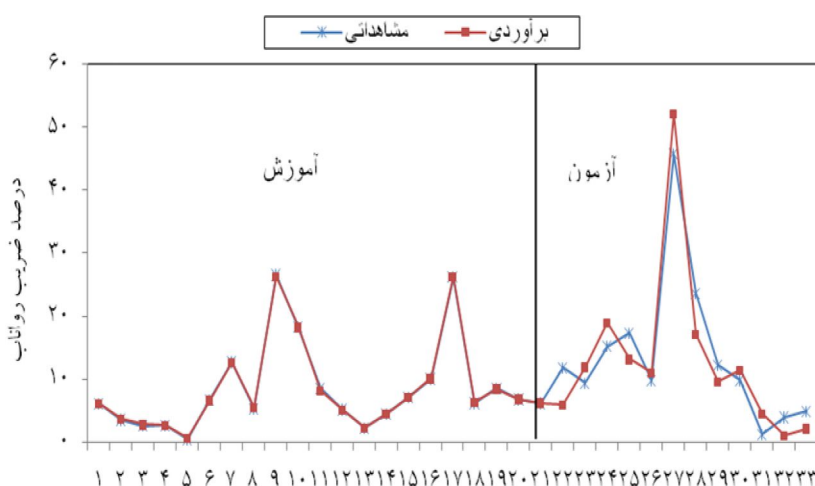 مشاهداتی برآوردی
۶۰
۵۰
۴۰
۳۰
۲۰
۱۰
۰
درصد ضریب رواناب
آموزش
آزمون
۱ ۲ ۳ ۴ ۵ ۶ ۷ ۸ ۹ ۱۰ ۱۱ ۱۲ ۱۳ ۱۴ ۱۵ ۱۶ ۱۷ ۱۸ ۱۹ ۲۰ ۲۱ ۲۲ ۲۳ ۲۴ ۲۵ ۲۶ ۲۷ ۲۸ ۲۹ ۳۰ ۳۱ ۳۲ ۳۳